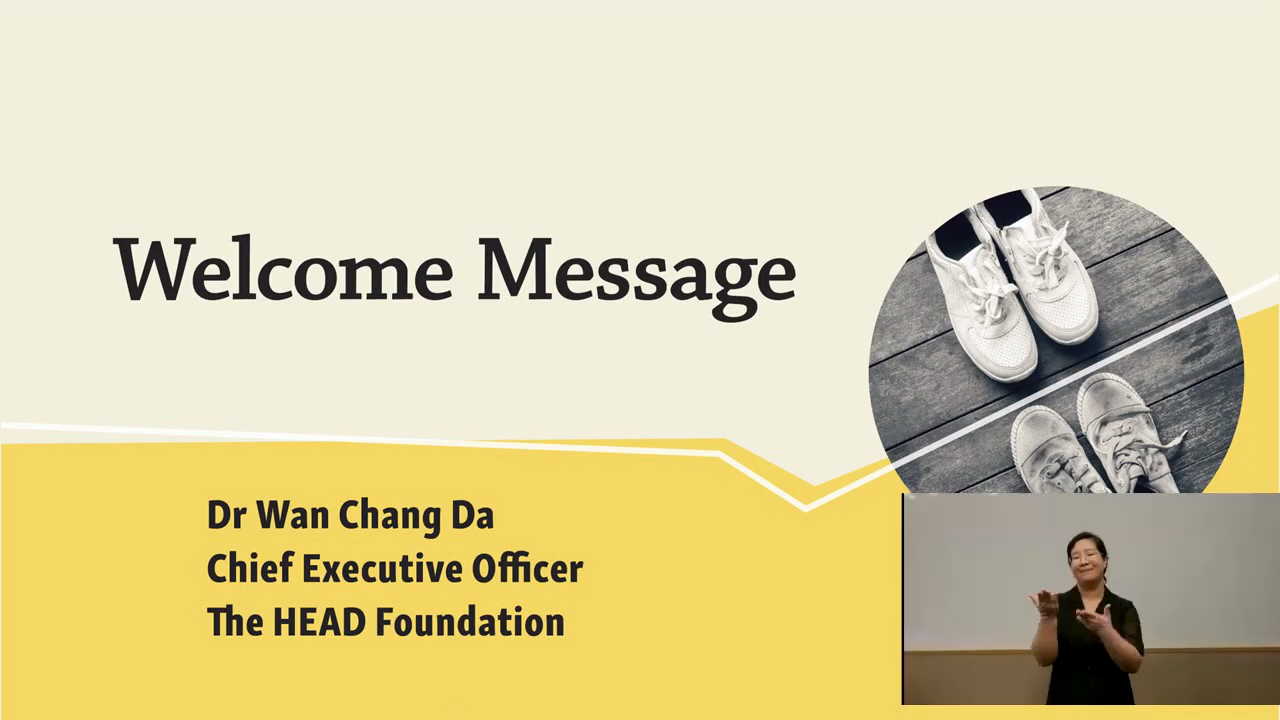 Welcome Message
Dr Wan Chang Da
Chief Executive Officer
The HEAD Foundation